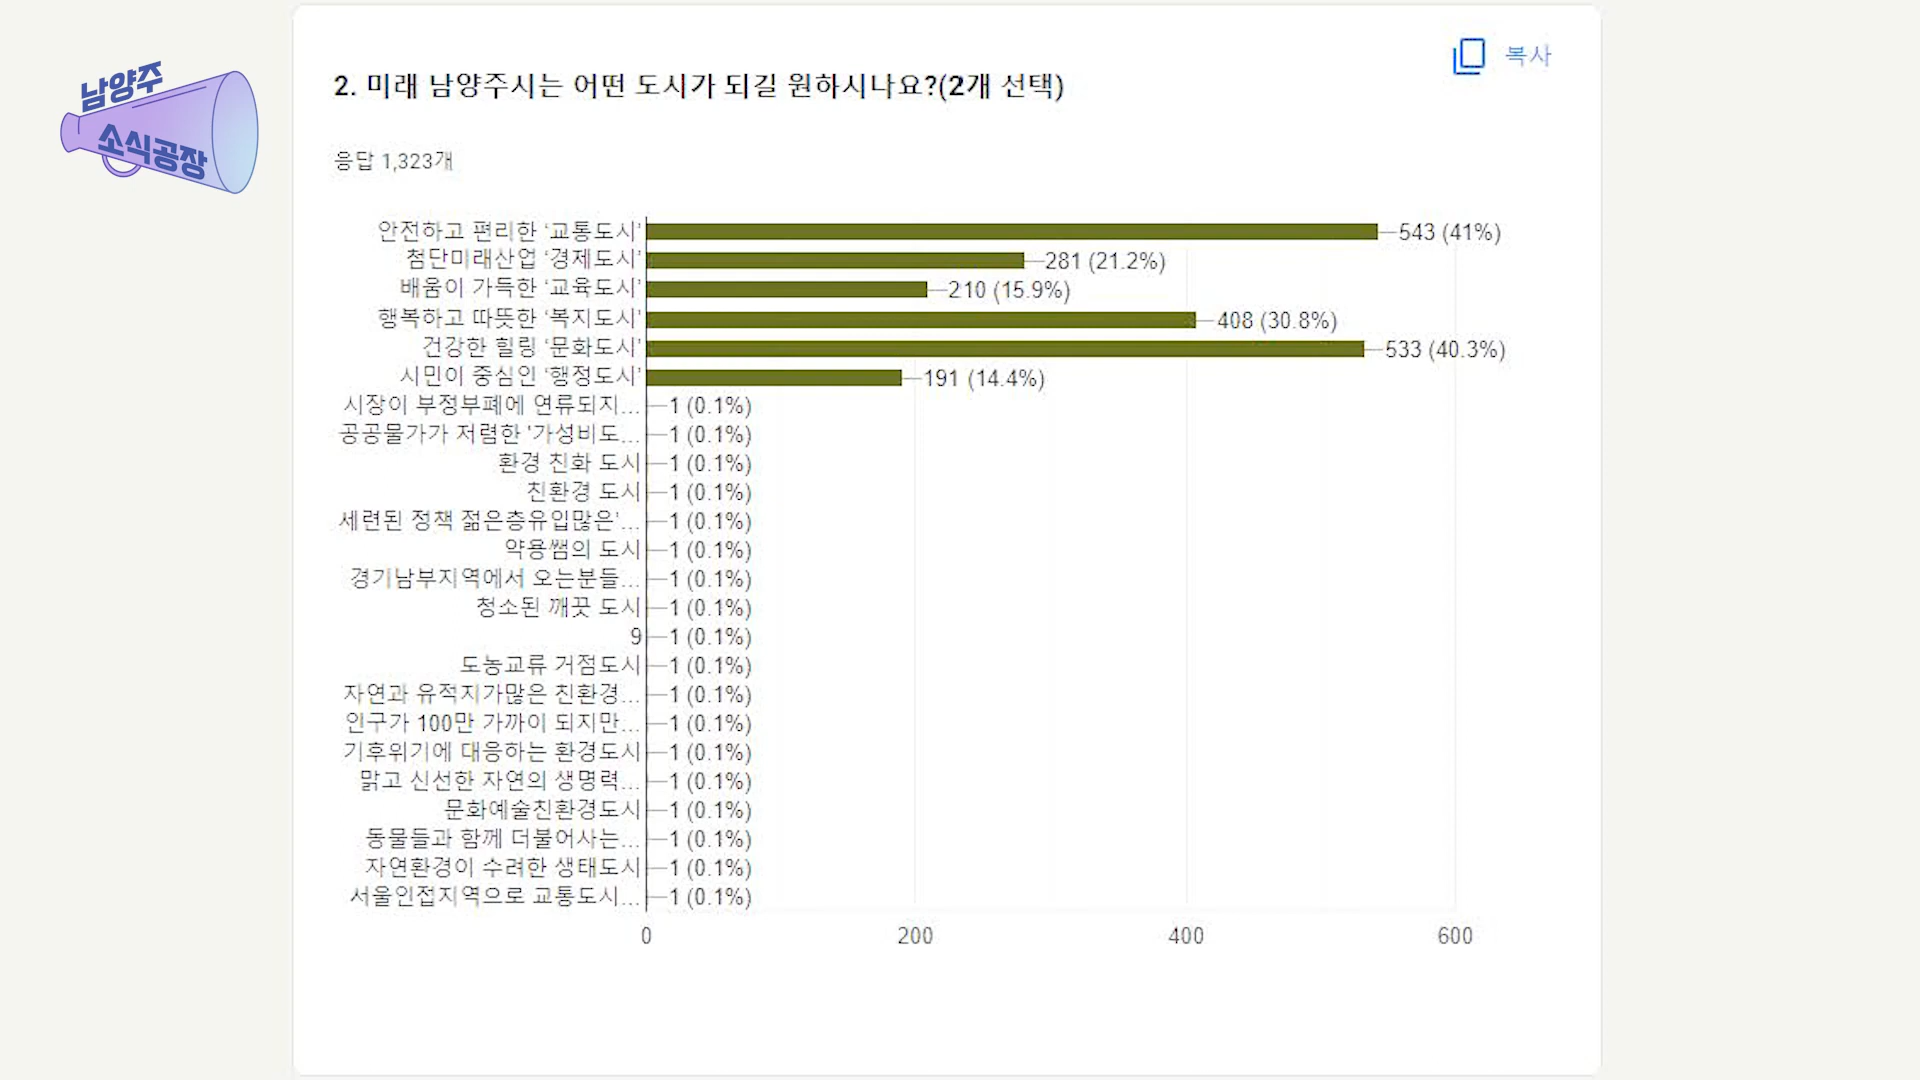 남양주
소식공장
복사
2. 미래 남양주시는 어떤 도시가 되길 원하시나요?(2개 선택)
응답 1,323개
안전하고 편리한 ‘교통도시’ 543 (41%)
첨단미래산업 ‘경제도시’ 281 (21.2%)
배움이 가득한 ‘교육도시’ 210 (15.9%)
행복하고 따뜻한 ‘복지도시’ 408 (30.8%)
건강한 힐링 ‘문화도시’ 533 (40.3%)
시민이 중심인 ‘행정도시’ 191 (14.4%)
시장이 부정부폐에 연류되지... 1 (0.1%)
공공물가가 저렴한 '가성비도... 1 (0.1%)
환경 친화 도시 1 (0.1%)
친환경 도시 1 (0.1%)
세련된 정책 젊은층유입많은’... 1 (0.1%)
약용쌤의 도시 1 (0.1%)
경기남부지역에서 오는분들... 1 (0.1%)
청소된 깨끗 도시 1 (0.1%)
9 1 (0.1%)
도농교류 거점도시 1 (0.1%)
자연과 유적지가많은 친환경... 1 (0.1%)
인구가 100만 가까이 되지만... 1 (0.1%)
기후위기에 대응하는 환경도시 1 (0.1%)
맑고 신선한 자연의 생명력... 1 (0.1%)
문화예술친환경도시 1 (0.1%)
동물들과 함께 더불어사는... 1 (0.1%)
자연환경이 수려한 생태도시 1 (0.1%)
서울인접지역으로 교통도시... 1 (0.1%)
0 200 400 600